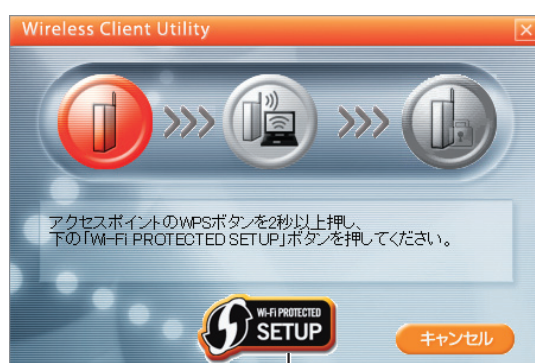 Wireless Client Utility
アクセスポイントのWPSボタンを2秒以上押し、
下の「Wi-Fi PROTECTED SETUP」ボタンを押してください。
Wi-Fi PROTECTED
SETUP
キャンセル